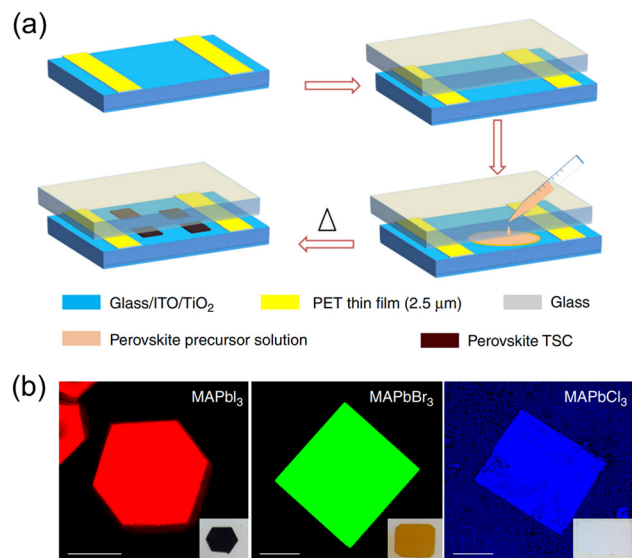 (a)
Δ
Glass/ITO/TiO₂
PET thin film (2.5 μm)
Glass
Perovskite precursor solution
Perovskite TSC
(b)
MAPbI₃
MAPbBr₃
MAPbCl₃